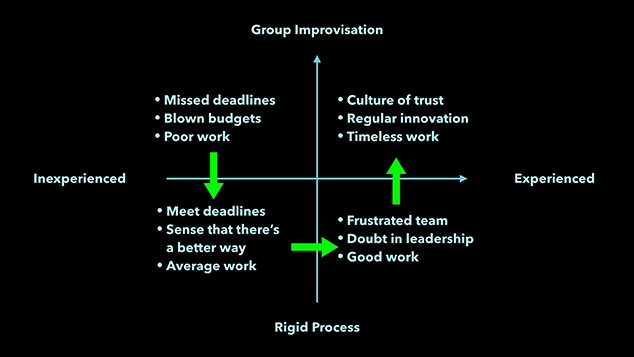 Group Improvisation
• Missed deadlines
• Blown budgets
• Poor work
• Culture of trust
• Regular innovation
• Timeless work
Inexperienced
Experienced
• Meet deadlines
• Sense that there's
a better way
• Average work
• Frustrated team
• Doubt in leadership
• Good work
Rigid Process